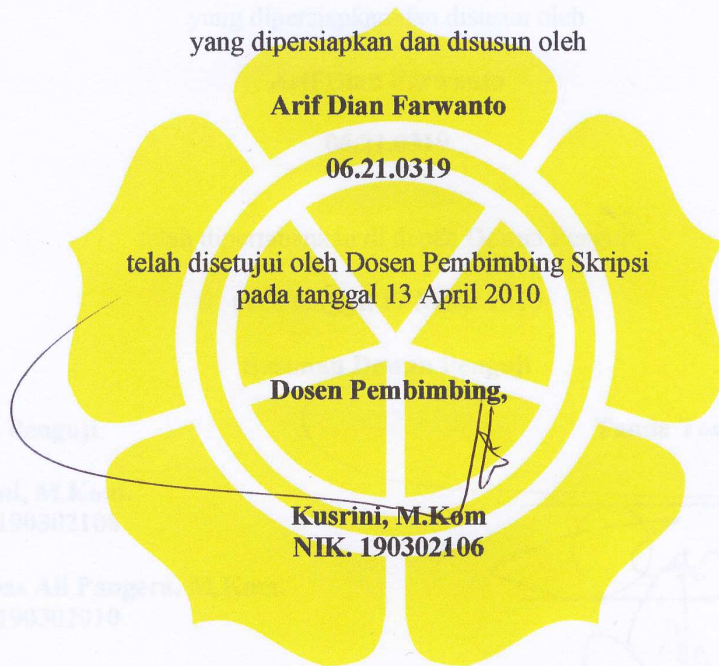 yang dipersiapkan dan disusun oleh
Arif Dian Farwanto
06.21.0319
telah disetujui oleh Dosen Pembimbing Skripsi
pada tanggal 13 April 2010
Dosen Pembimbing,
Kusrini, M.Kom
NIK. 190302106